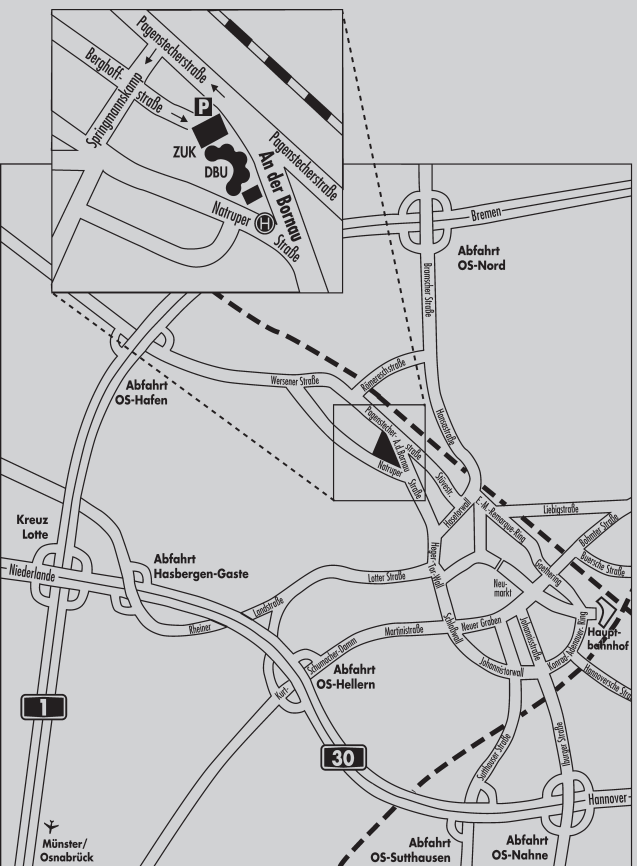 Pagenstecherstraße
Berghoff-
straße
Springmannskamp
P
ZUK
DBU
An der Bornau
Pagenstecherstraße
Natruper
H
Straße
Bremen
Abfahrt
OS-Nord
Bramscher Straße
Römereschstraße
Wersener Straße
Abfahrt
OS-Hafen
Hansastraße
Pagenstecher-
straße
A.d.Bornau
Natruper
Straße
Stüvestr.
Hasetorwall
E.-M.-Remarque-Ring
Liebigstraße
Bohmter Straße
Buersche Straße
Goethering
Kreuz
Lotte
Niederlande
Abfahrt
Hasbergen-Gaste
Heger-
Tor-Wall
Lotter Straße
Neu-
markt
Landstraße
Rheiner
Martinistraße
Schloßwall
Neuer Graben
Johannisstraße
Konrad-Adenauer-Ring
Haupt-
bahnhof
Johannistorwall
Hannoversche Straße
Schumacher-Damm
Kurt-
Abfahrt
OS-Hellern
1
30
Sutthauser Straße
Iburger Straße
Hannover
Münster/
Osnabrück
Abfahrt
OS-Sutthausen
Abfahrt
OS-Nahne